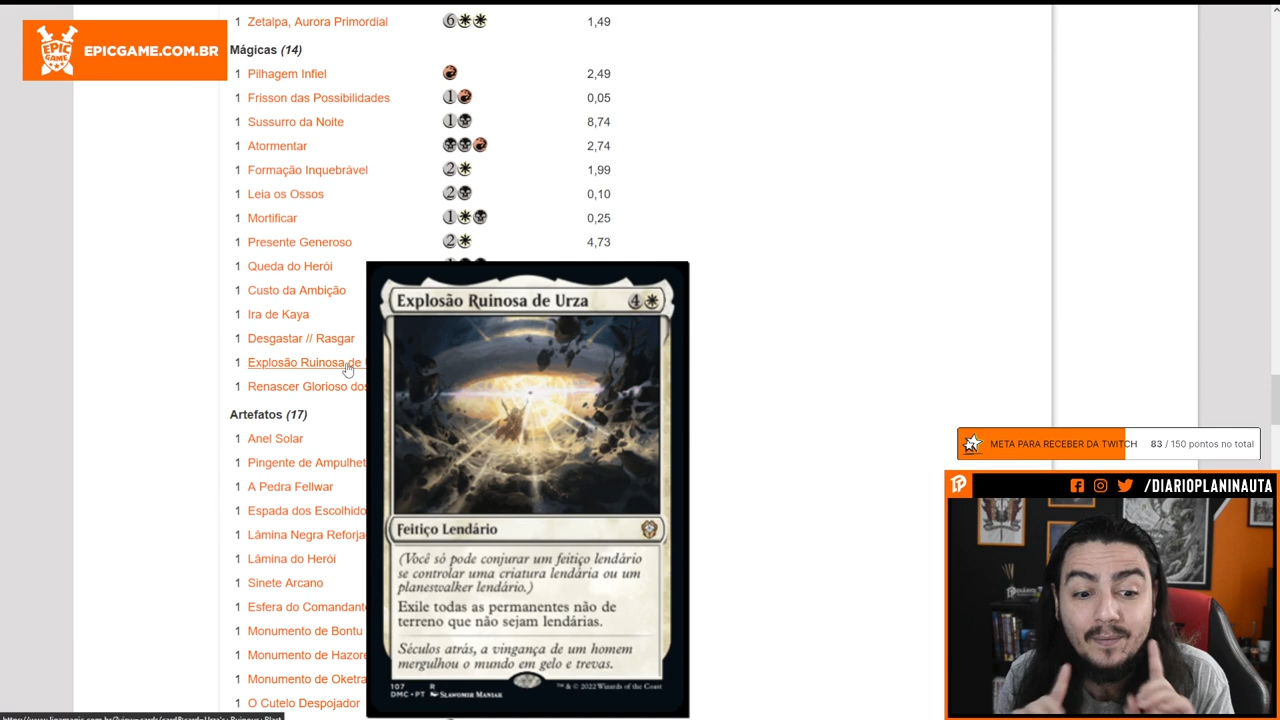 EPICGAME.COM.BR
EPIC GAME
1 Zetalpa, Aurora Primordial 6 1,49
Mágicas (14)
1 Pilhagem Infiel 2,49
1 Frisson das Possibilidades 1 0,05
1 Sussurro da Noite 1 8,74
1 Atormentar 2,74
1 Formação Inquebrável 2 1,99
1 Leia os Ossos 2 0,10
1 Mortificar 1 0,25
1 Presente Generoso 2 4,73
1 Queda do Herói
1 Custo da Ambição
1 Ira de Kaya
1 Desgastar // Rasgar
1 Explosão Ruinosa de
1 Renascer Glorioso dos
Artefatos (17)
1 Anel Solar
1 Pingente de Ampulhet
1 A Pedra Fellwar
1 Espada dos Escolhido
1 Lâmina Negra Reforja
1 Lâmina do Herói
1 Sinete Arcano
1 Esfera do Comandante
1 Monumento de Bontu
1 Monumento de Hazore
1 Monumento de Oketra
1 O Cutelo Despojador
Explosão Ruinosa de Urza 4
Feitiço Lendário
(Você só pode conjurar um feitiço lendário
se controlar uma criatura lendária ou um
planeswalker lendário.)
Exile todas as permanentes não de
terreno que não sejam lendárias.
Séculos atrás, a vingança de um homem
mergulhou o mundo em gelo e trevas.
107 R
DMC • PT SLAWOMIR MANIAK
™ & © 2022 Wizards of the Coast
META PARA RECEBER DA TWITCH 83 / 150 pontos no total
/DIARIOPLANINAUTA